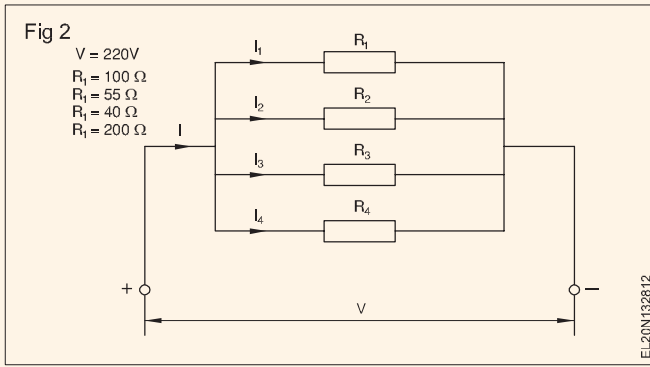 Fig 2
V = 220V
R₁ = 100 Ω
R₁ = 55 Ω
R₁ = 40 Ω
R₁ = 200 Ω
I
I₁ R₁
I₂ R₂
I₃ R₃
I₄ R₄
+ –
V
EL20N132812